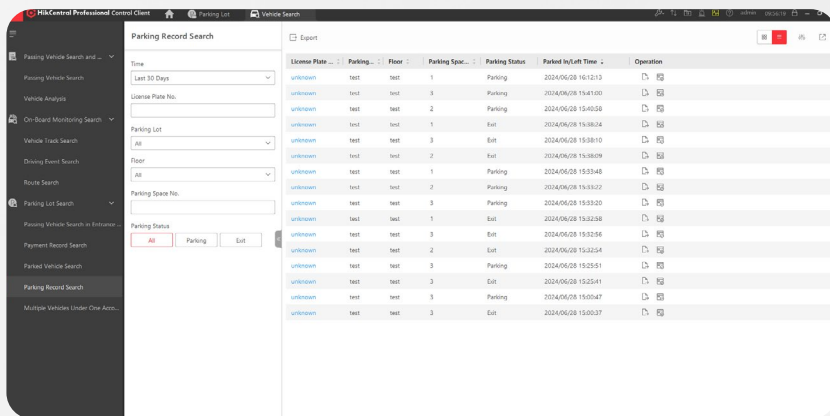 HikCentral Professional Control Client
Parking Lot
Vehicle Search
admin
09:56:19
Passing Vehicle Search and ...
Passing Vehicle Search
Vehicle Analysis
On-Board Monitoring Search
Vehicle Track Search
Driving Event Search
Route Search
Parking Lot Search
Passing Vehicle Search in Entrance ...
Payment Record Search
Parked Vehicle Search
Parking Record Search
Multiple Vehicles Under One Acco...
Parking Record Search
Time
Last 30 Days
License Plate No.
Parking Lot
All
Floor
All
Parking Space No.
Parking Status
All Parking Exit
Export
License Plate ... Parking... Floor Parking Spac... Parking Status Parked In/Left Time Operation
unknown test test 1 Parking 2024/06/28 16:12:13
unknown test test 3 Parking 2024/06/28 15:41:00
unknown test test 2 Parking 2024/06/28 15:40:58
unknown test test 1 Exit 2024/06/28 15:38:24
unknown test test 3 Exit 2024/06/28 15:38:10
unknown test test 2 Exit 2024/06/28 15:38:09
unknown test test 1 Parking 2024/06/28 15:33:48
unknown test test 2 Parking 2024/06/28 15:33:22
unknown test test 3 Parking 2024/06/28 15:33:20
unknown test test 1 Exit 2024/06/28 15:32:58
unknown test test 3 Exit 2024/06/28 15:32:56
unknown test test 2 Exit 2024/06/28 15:32:54
unknown test test 3 Parking 2024/06/28 15:25:51
unknown test test 3 Exit 2024/06/28 15:25:41
unknown test test 3 Parking 2024/06/28 15:00:47
unknown test test 3 Exit 2024/06/28 15:00:37